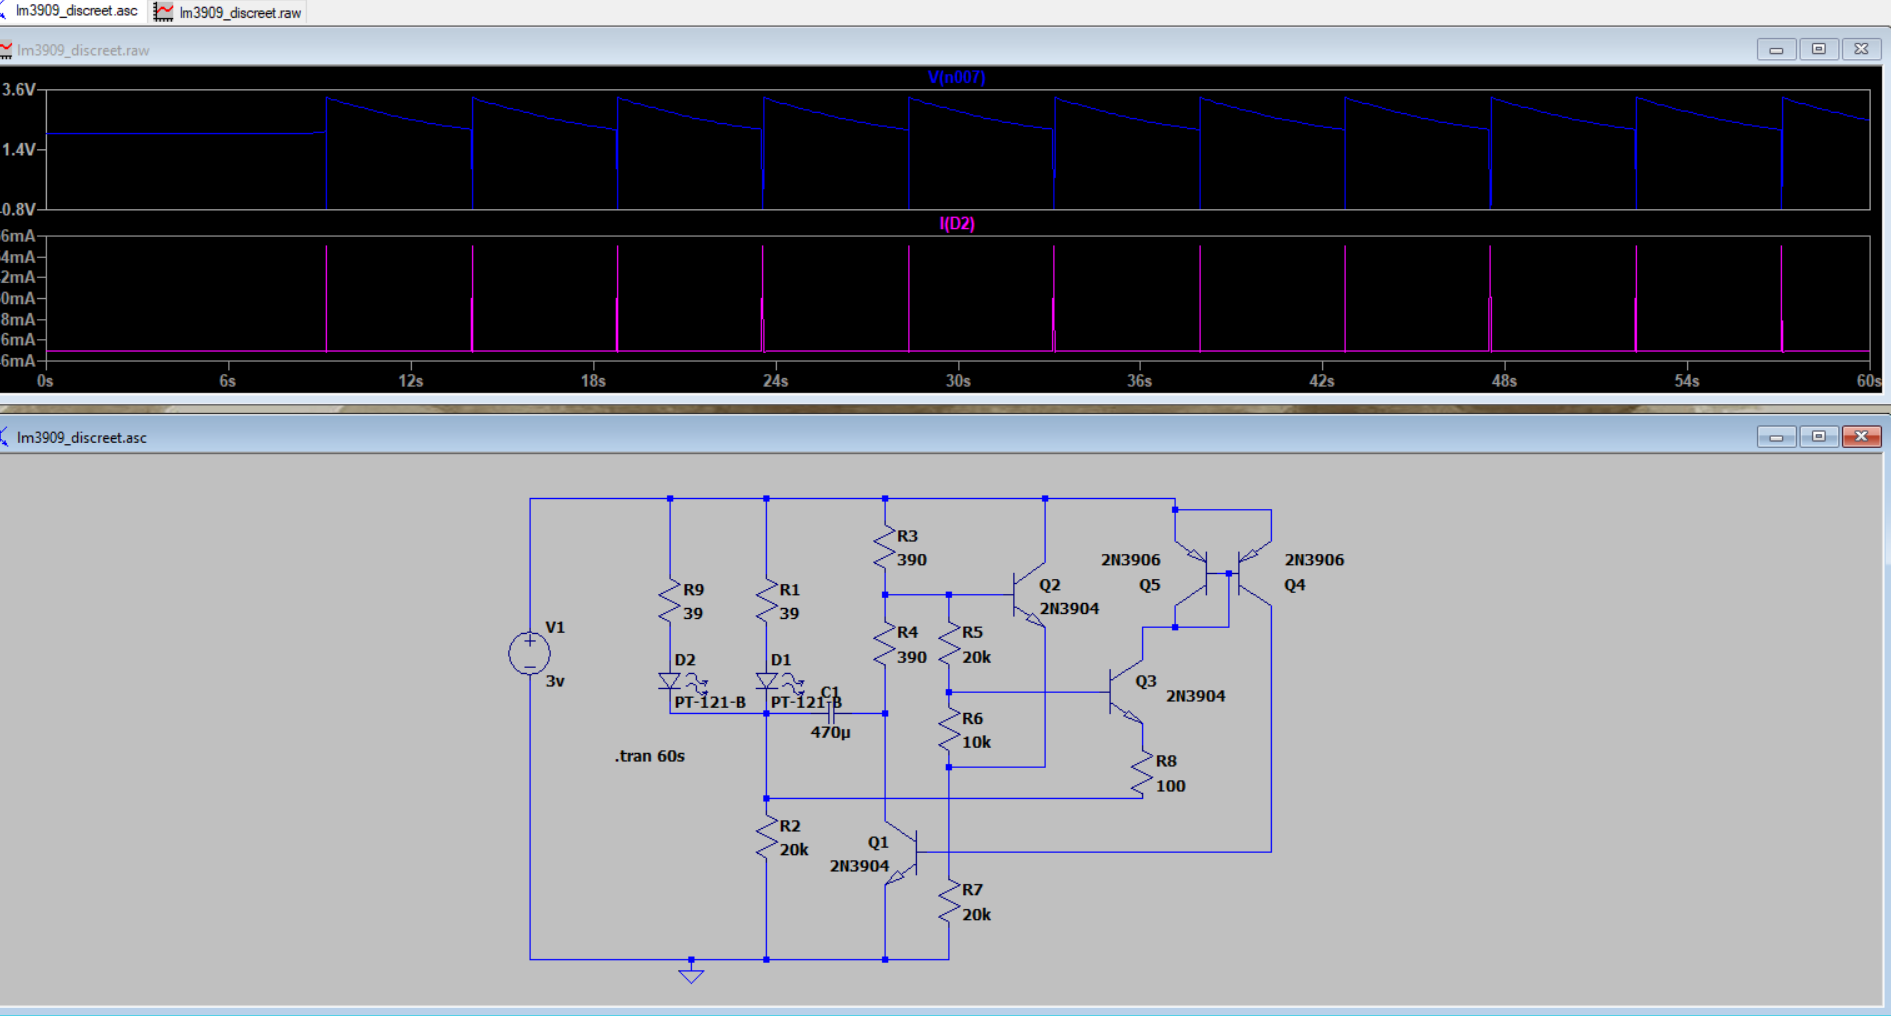 lm3909_discreet.asc
lm3909_discreet.raw
lm3909_discreet.raw
V(n007)
3.6V
1.4V
0.8V
I(D2)
6mA
4mA
2mA
0mA
8mA
6mA
6mA
0s
6s
12s
18s
24s
30s
36s
42s
48s
54s
60s
lm3909_discreet.asc
R3
390
2N3906
Q5
2N3906
Q4
R9
39
R1
39
Q2
2N3904
V1
3v
R4
390
R5
20k
D2
PT-121-B
D1
PT-121-B
C1
470µ
Q3
2N3904
R6
10k
.tran 60s
R8
100
R2
20k
Q1
2N3904
R7
20k